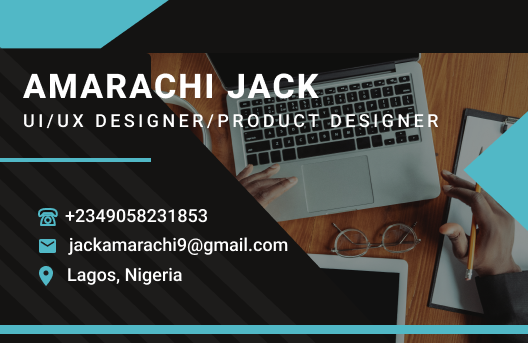 AMARACHI JACK
UI/UX DESIGNER/PRODUCT DESIGNER
+2349058231853
jackamarachi9@gmail.com
Lagos, Nigeria